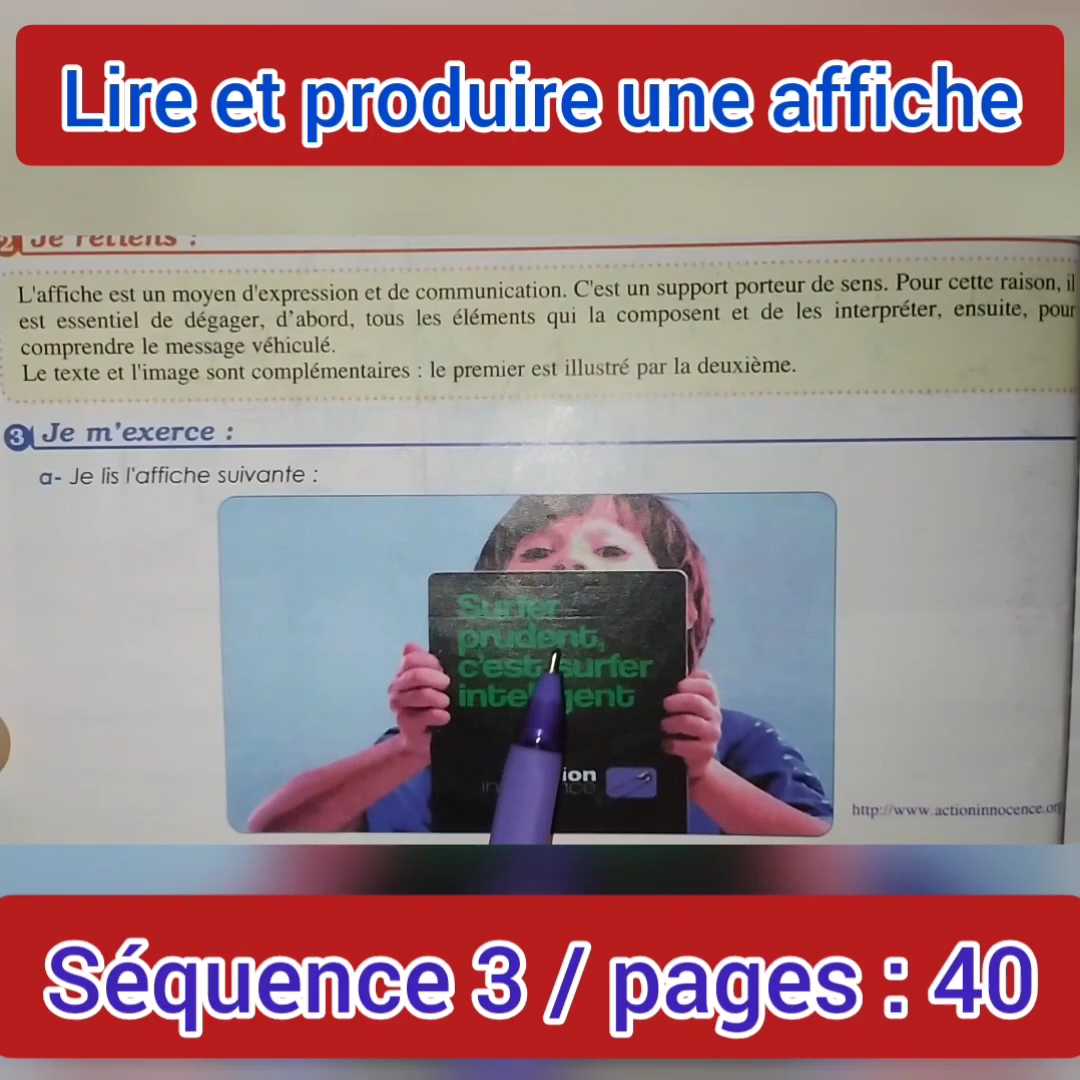 Lire et produire une affiche
2 Je retiens :
L'affiche est un moyen d'expression et de communication. C'est un support porteur de sens. Pour cette raison, il
est essentiel de dégager, d'abord, tous les éléments qui la composent et de les interpréter, ensuite, pour
comprendre le message véhiculé.
Le texte et l'image sont complémentaires : le premier est illustré par la deuxième.
3 Je m'exerce :
a- Je lis l'affiche suivante :
Surfer
prudent,
c'est surfer
http://www.actioninnocence.or
Séquence 3 / pages : 40